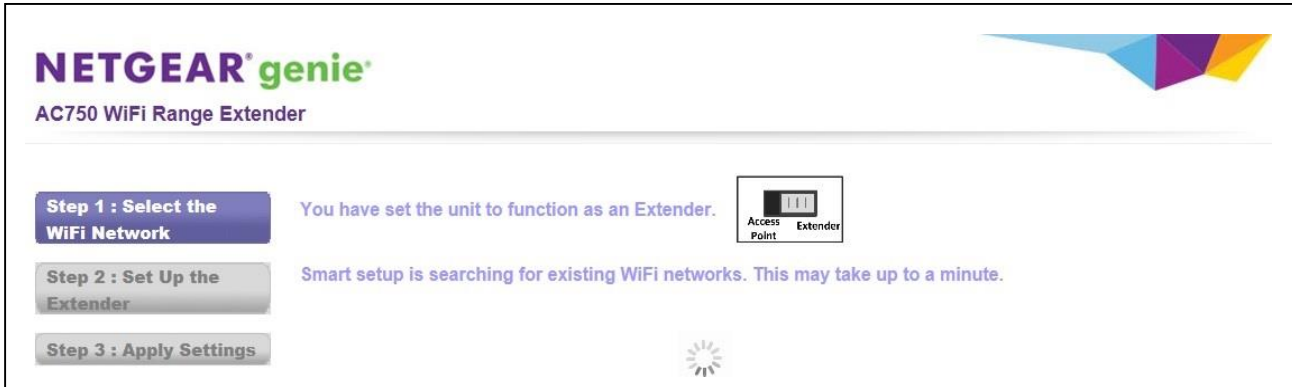 NETGEAR® genie®
AC750 WiFi Range Extender
Step 1 : Select the
WiFi Network
You have set the unit to function as an Extender.
Access
Point
Extender
Step 2 : Set Up the
Extender
Smart setup is searching for existing WiFi networks. This may take up to a minute.
Step 3 : Apply Settings